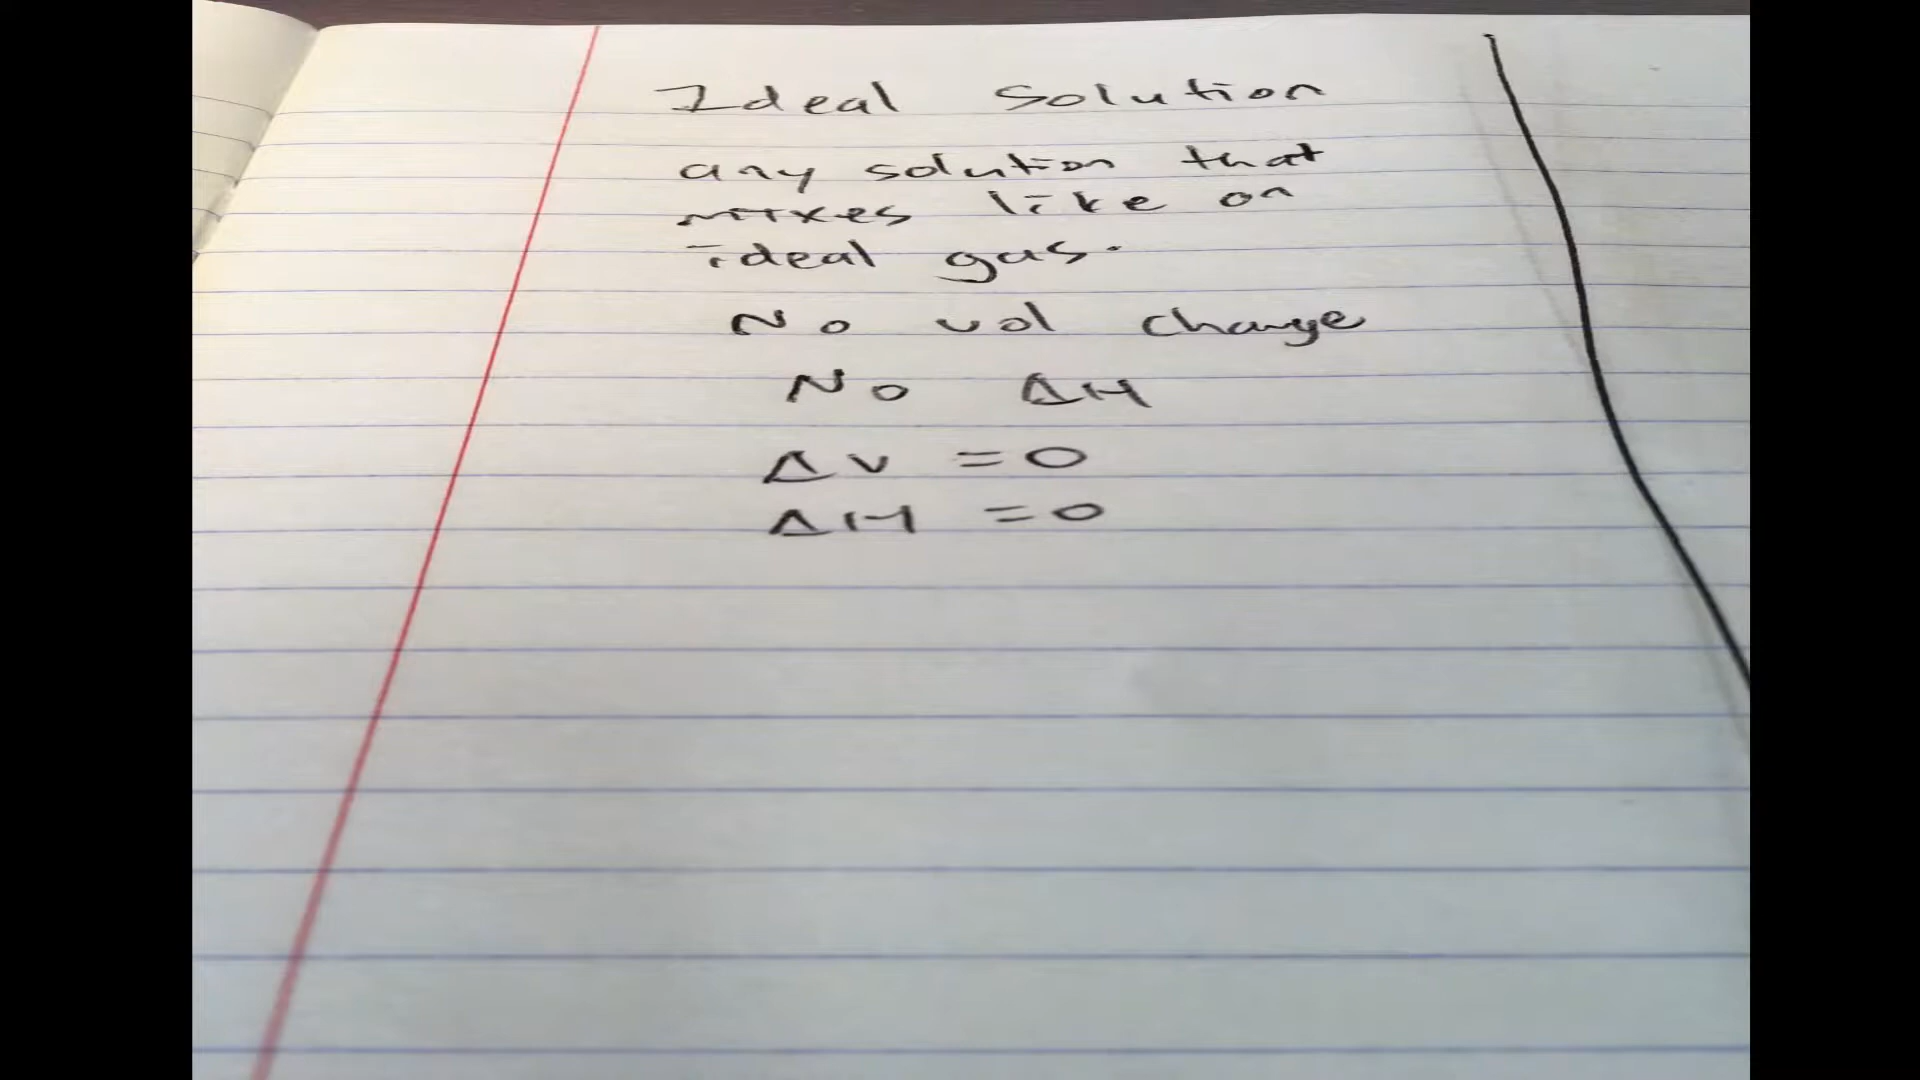 Ideal Solution
any solution that
mixes like an
ideal gas.
No vol change
No ΔH
ΔV = 0
ΔH = 0